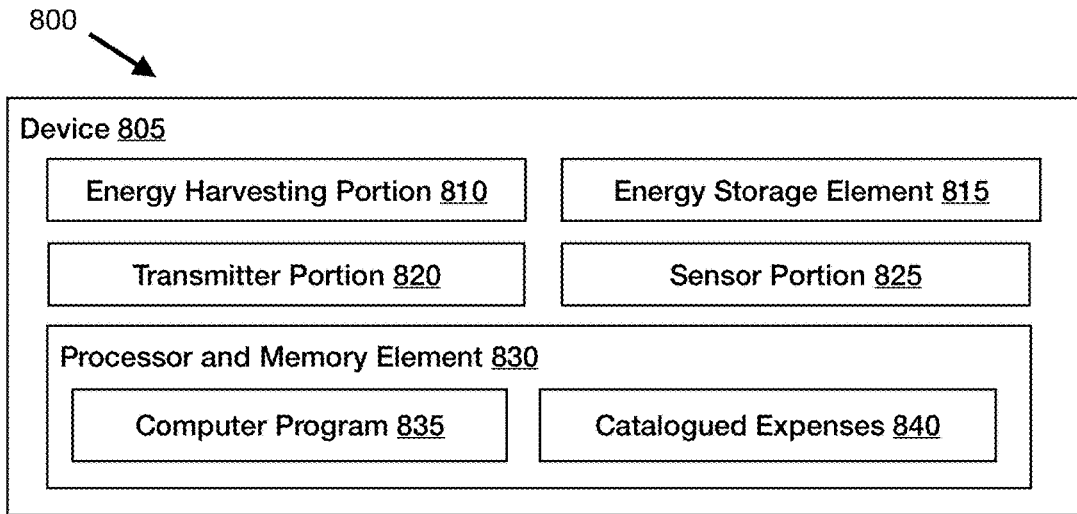 800
Device 805
Energy Harvesting Portion 810
Energy Storage Element 815
Transmitter Portion 820
Sensor Portion 825
Processor and Memory Element 830
Computer Program 835
Catalogued Expenses 840